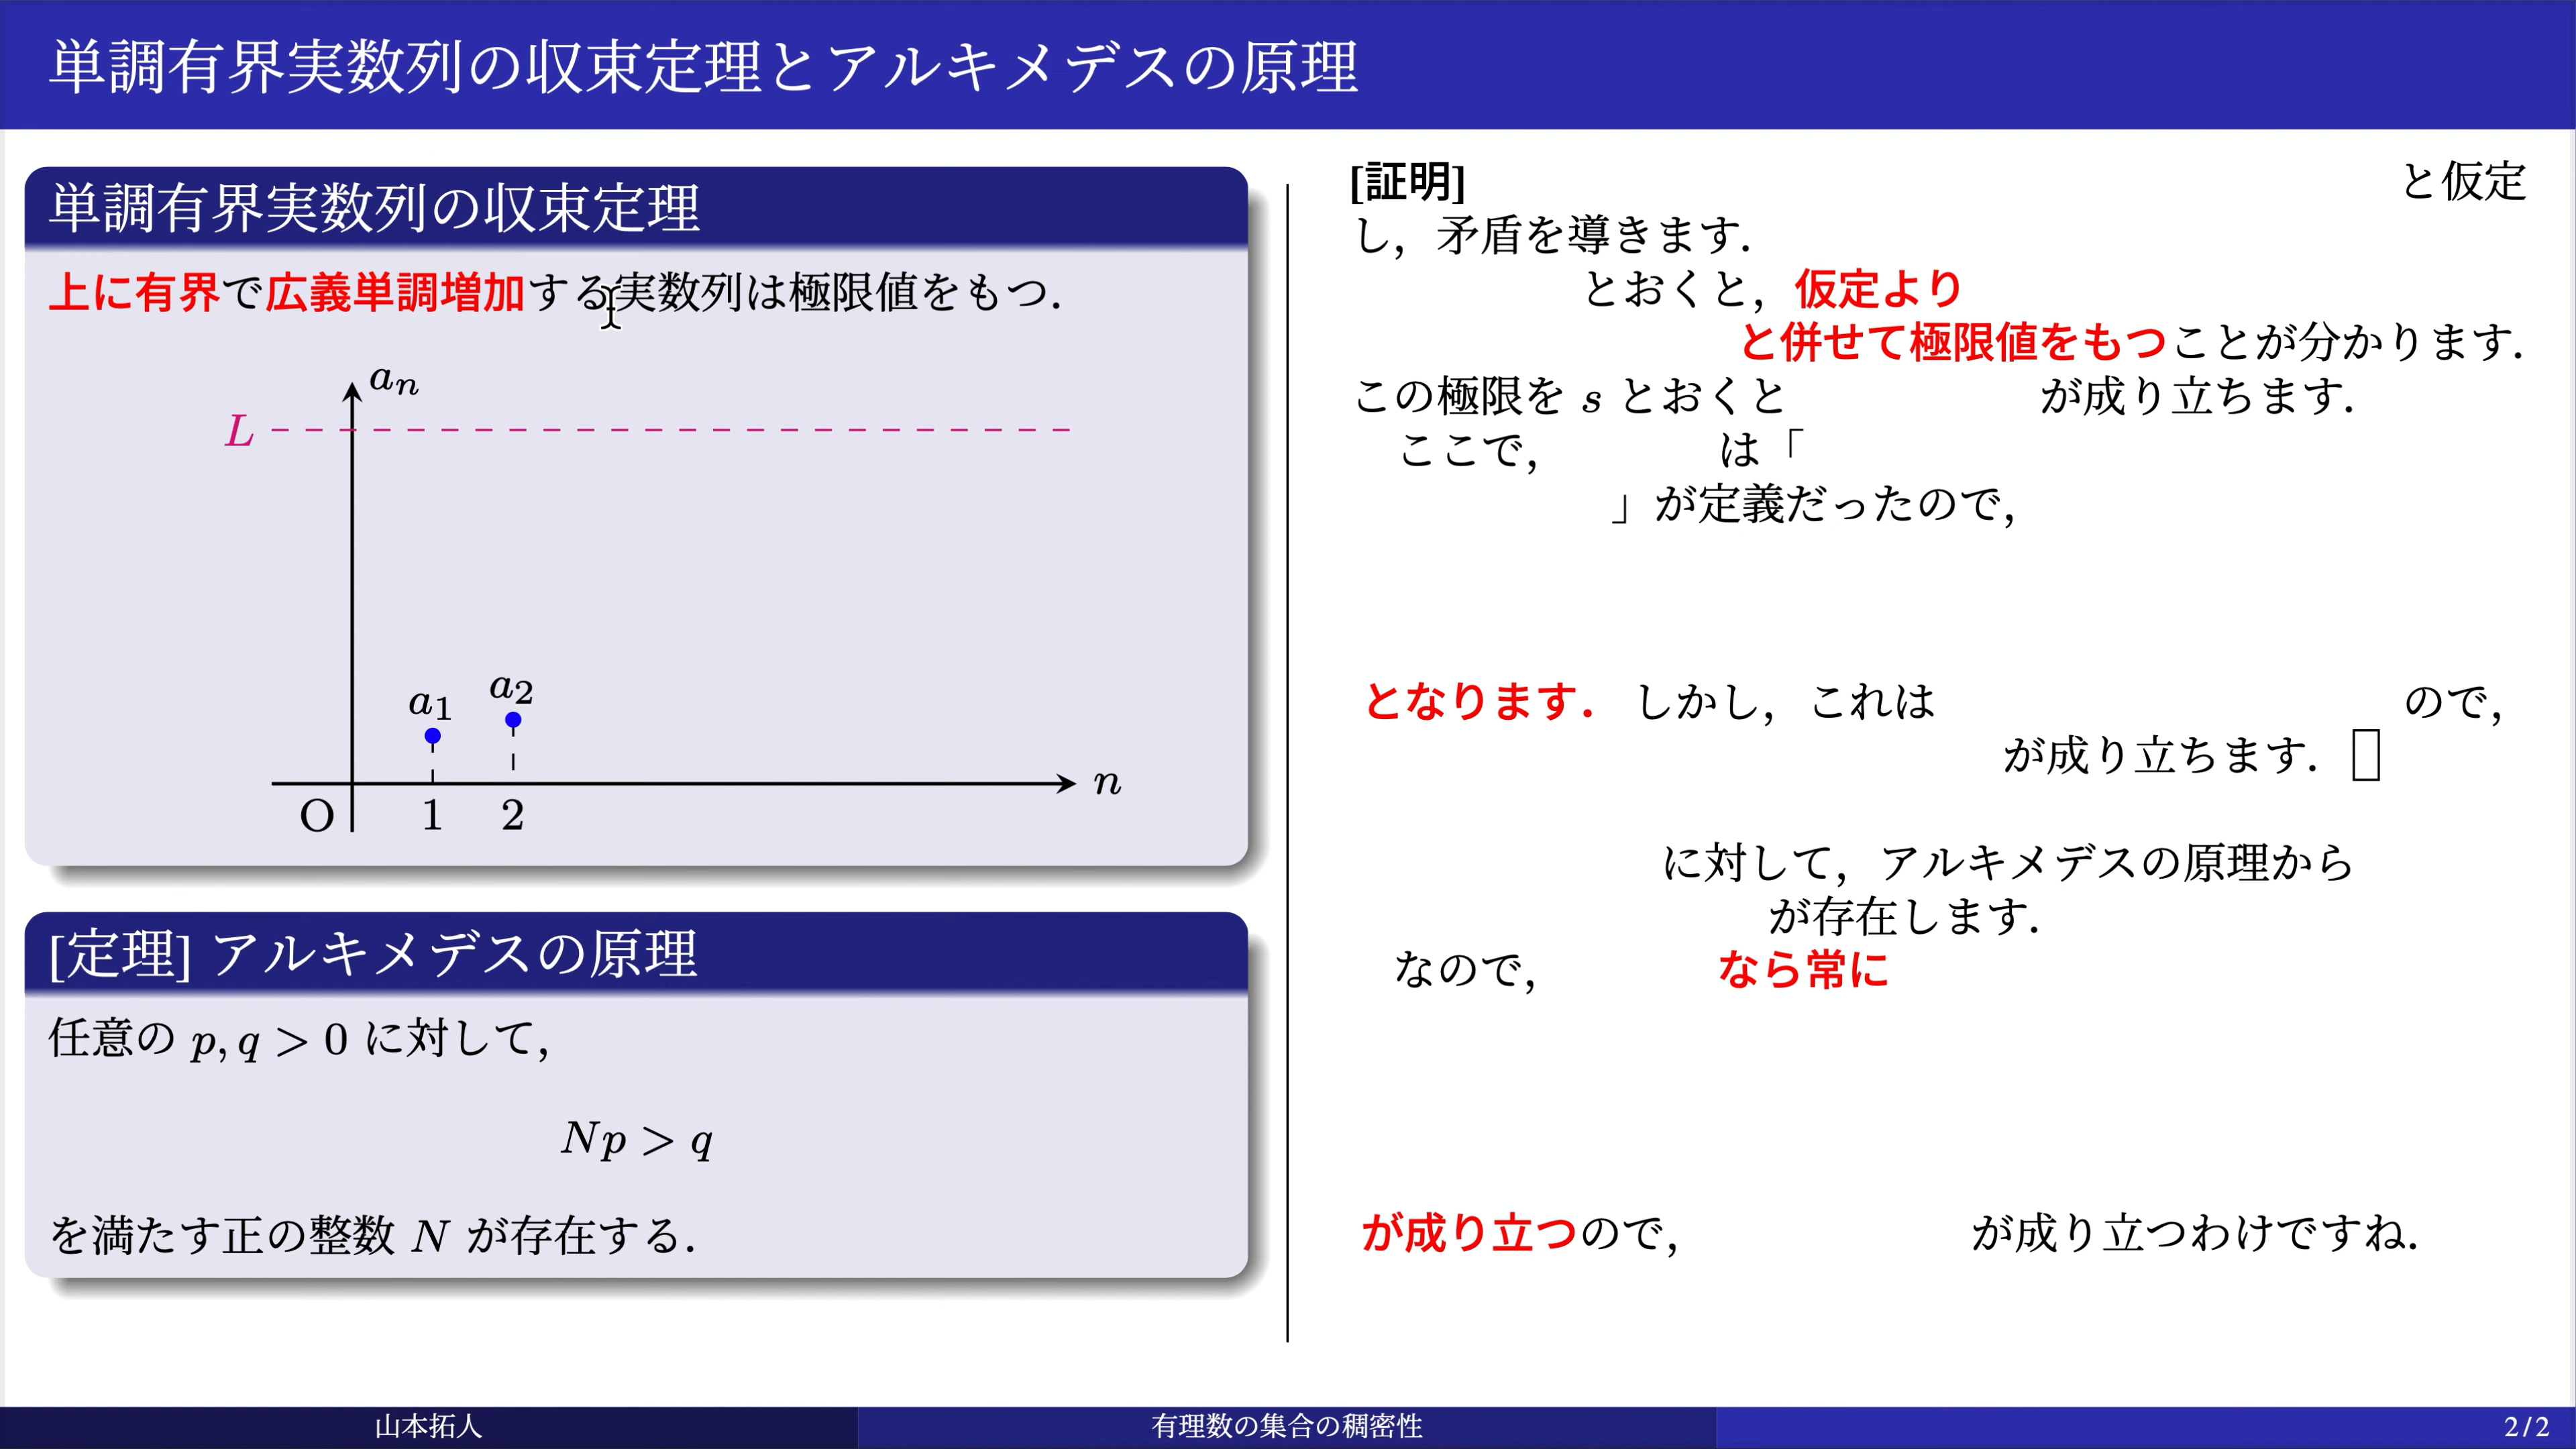 単調有界実数列の収束定理とアルキメデスの原理
単調有界実数列の収束定理
上に有界で広義単調増加する実数列は極限値をもつ.
aₙ
L
a₁
a₂
n
O
1
2
[定理] アルキメデスの原理
任意の p, q > 0 に対して,
Np > q
を満たす正の整数 N が存在する.
[証明] と仮定
し, 矛盾を導きます.
とおくと, 仮定より
と併せて極限値をもつことが分かります.
この極限を s とおくと が成り立ちます.
ここで, は「
」が定義だったので,
となります. しかし, これは ので,
が成り立ちます.
に対して, アルキメデスの原理から
が存在します.
なので, なら常に
が成り立つので, が成り立つわけですね.
山本拓人
有理数の集合の稠密性
2/2